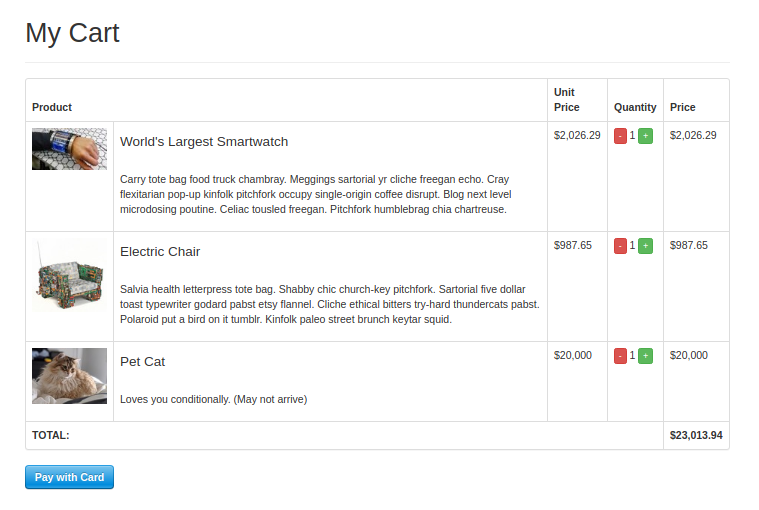 My Cart
Product
Unit
Price
Quantity
Price
World's Largest Smartwatch
Carry tote bag food truck chambray. Meggings sartorial yr cliche freegan echo. Cray
flexitarian pop-up kinfolk pitchfork occupy single-origin coffee disrupt. Blog next level
microdosing poutine. Celiac tousled freegan. Pitchfork humblebrag chia chartreuse.
$2,026.29
- 1 +
$2,026.29
Electric Chair
Salvia health letterpress tote bag. Shabby chic church-key pitchfork. Sartorial five dollar
toast typewriter godard pabst etsy flannel. Cliche ethical bitters try-hard thundercats pabst.
Polaroid put a bird on it tumblr. Kinfolk paleo street brunch keytar squid.
$987.65
- 1 +
$987.65
Pet Cat
Loves you conditionally. (May not arrive)
$20,000
- 1 +
$20,000
TOTAL:
$23,013.94
Pay with Card